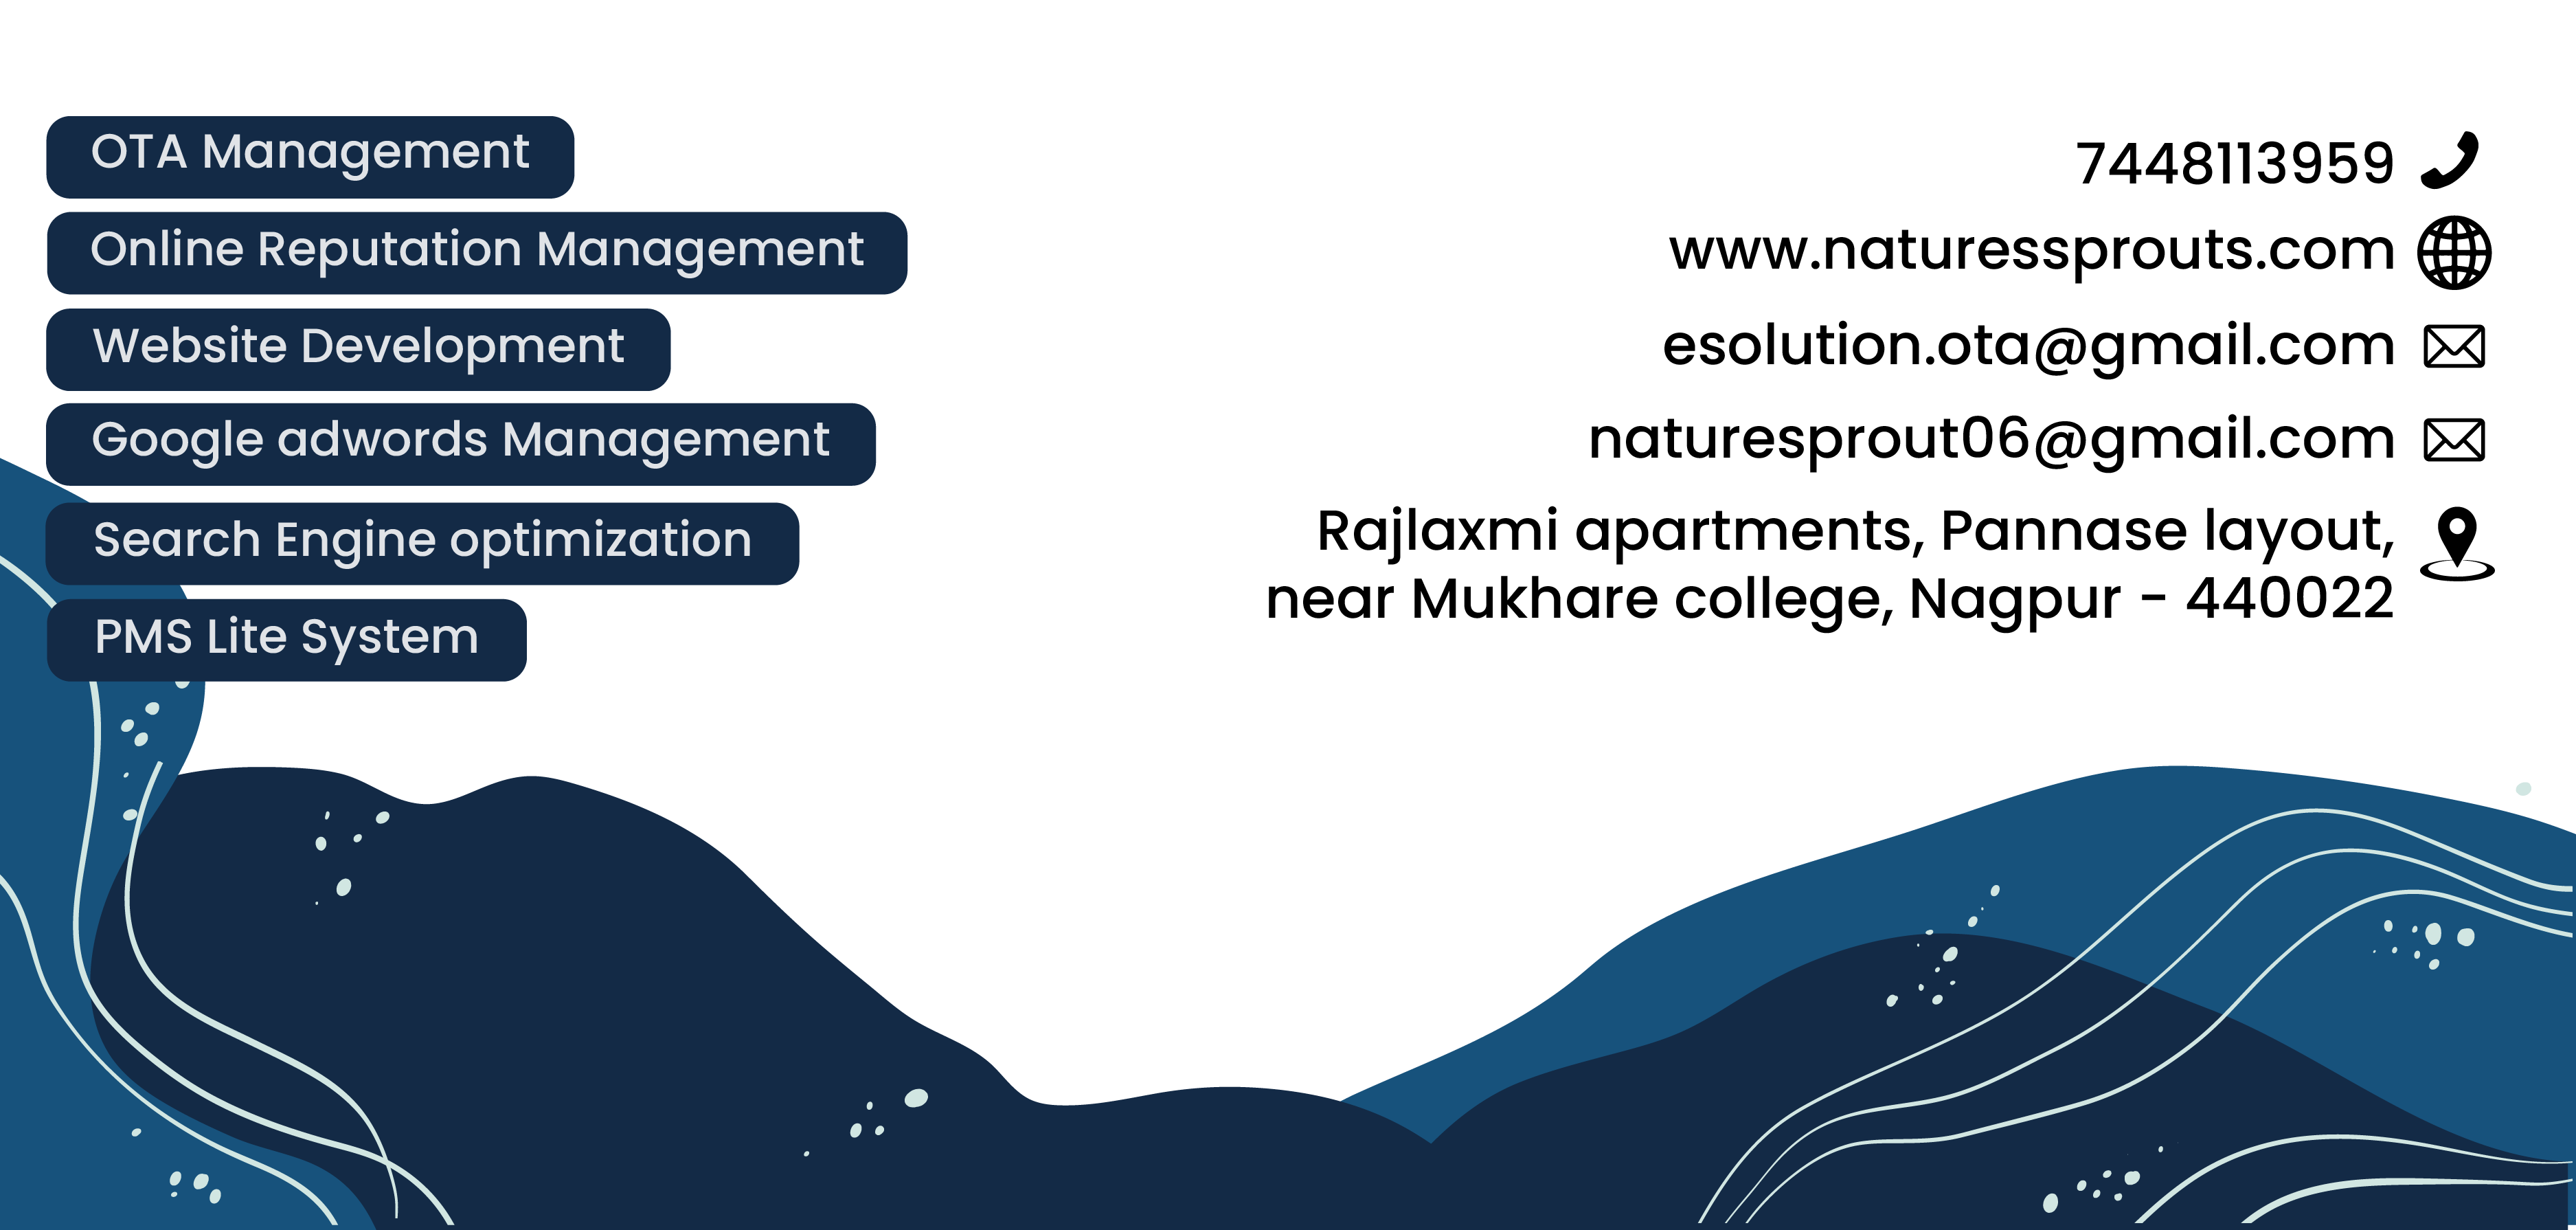 OTA Management
Online Reputation Management
Website Development
Google adwords Management
Search Engine optimization
PMS Lite System
7448113959
www.naturessprouts.com
esolution.ota@gmail.com
naturesprout06@gmail.com
Rajlaxmi apartments, Pannase layout,
near Mukhare college, Nagpur - 440022